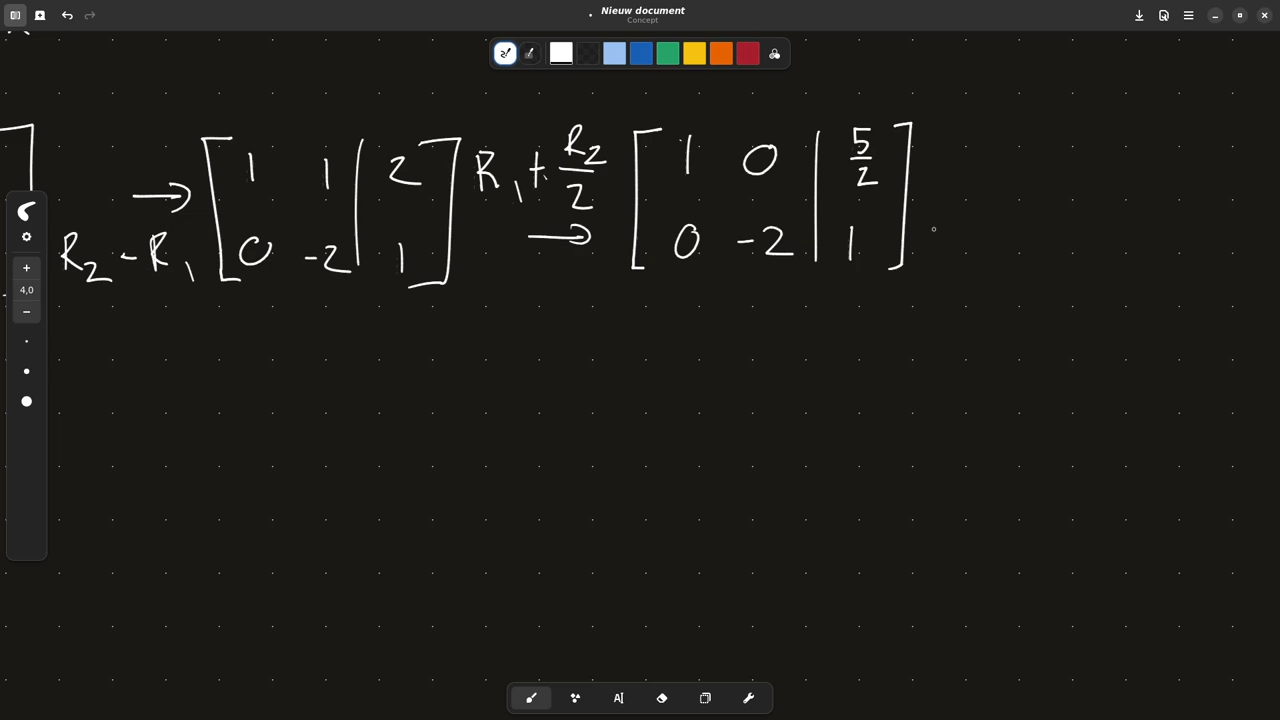 Nieuw document
Concept
→ [ 1 1 | 2 ] R₁ + R₂/2 [ 1 0 | 5/2 ]
R₂ - R₁ [ 0 -2 | 1 ] → [ 0 -2 | 1 ]
4,0